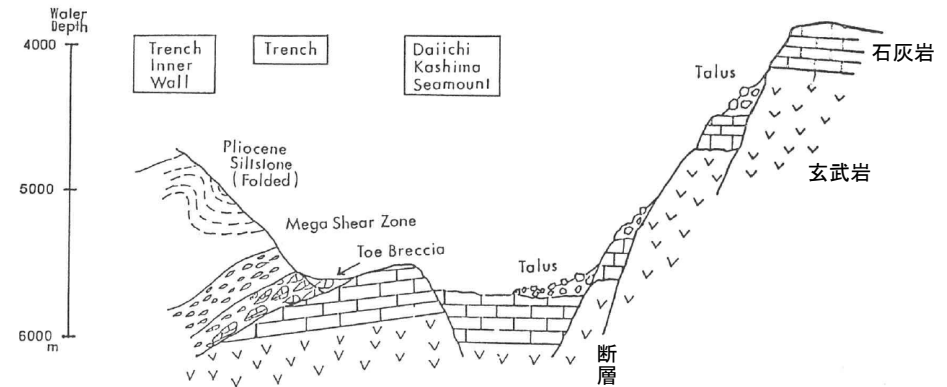 Water
Depth
4000
5000
6000
m
Trench
Inner
Wall
Trench
Daiichi
Kashima
Seamount
Talus
石灰岩
玄武岩
Pliocene
Siltstone
(Folded)
Mega Shear Zone
Toe Breccia
Talus
断
層